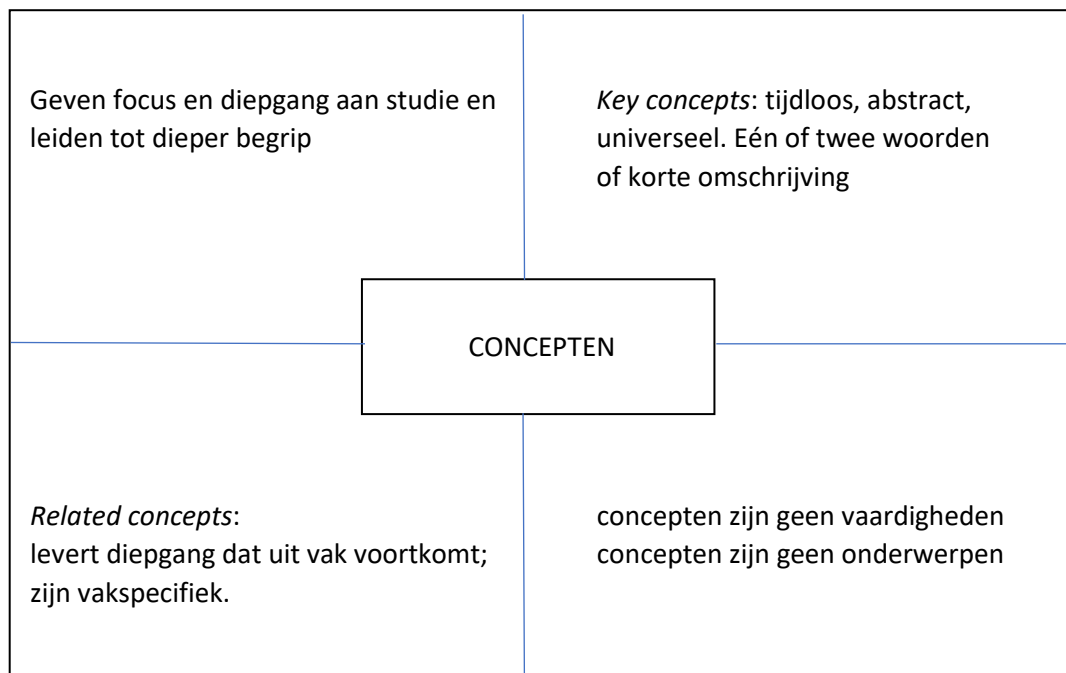 Geven focus en diepgang aan studie en
leiden tot dieper begrip
Key concepts: tijdloos, abstract,
universeel. Eén of twee woorden
of korte omschrijving
CONCEPTEN
Related concepts:
levert diepgang dat uit vak voortkomt;
zijn vakspecifiek.
concepten zijn geen vaardigheden
concepten zijn geen onderwerpen